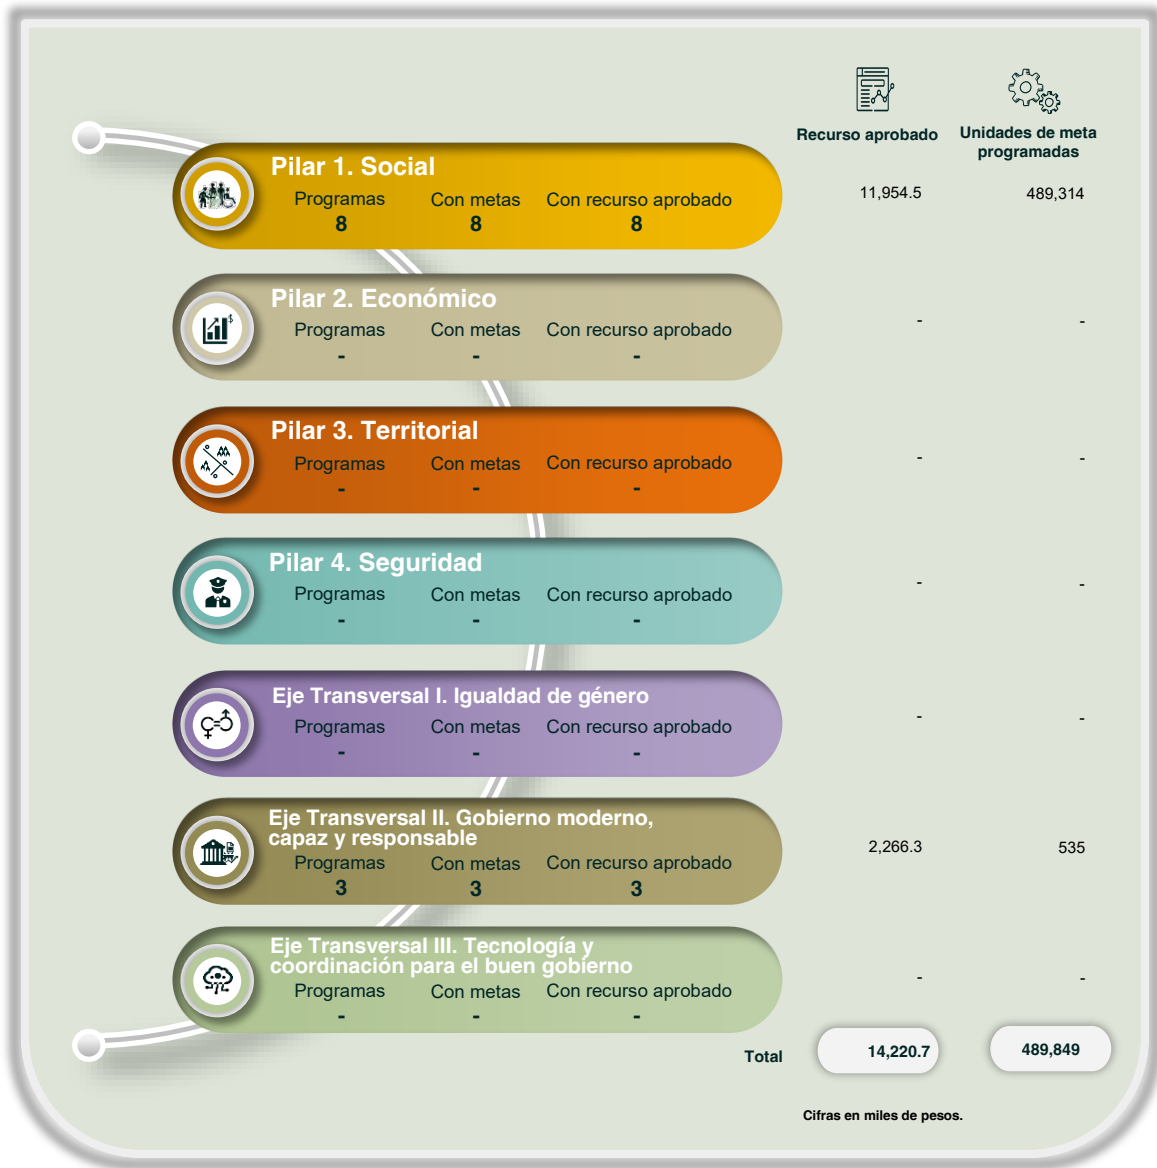 Recurso aprobado
Unidades de meta
programadas
Pilar 1. Social
Programas Con metas Con recurso aprobado
8 8 8
11,954.5 489,314
Pilar 2. Económico
Programas Con metas Con recurso aprobado
- - -
- -
Pilar 3. Territorial
Programas Con metas Con recurso aprobado
- - -
- -
Pilar 4. Seguridad
Programas Con metas Con recurso aprobado
- - -
- -
Eje Transversal I. Igualdad de género
Programas Con metas Con recurso aprobado
- - -
- -
Eje Transversal II. Gobierno moderno,
capaz y responsable
Programas Con metas Con recurso aprobado
3 3 3
2,266.3 535
Eje Transversal III. Tecnología y
coordinación para el buen gobierno
Programas Con metas Con recurso aprobado
- - -
- -
Total 14,220.7 489,849
Cifras en miles de pesos.